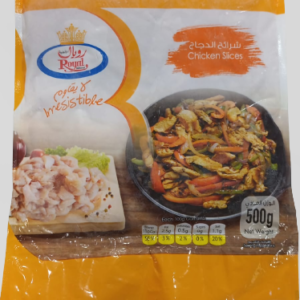 رويال
Royal
لا يقاوم
irresistible
شرائح الدجاج
Chicken Slices
الوزن الصافي
500g
Net Weight